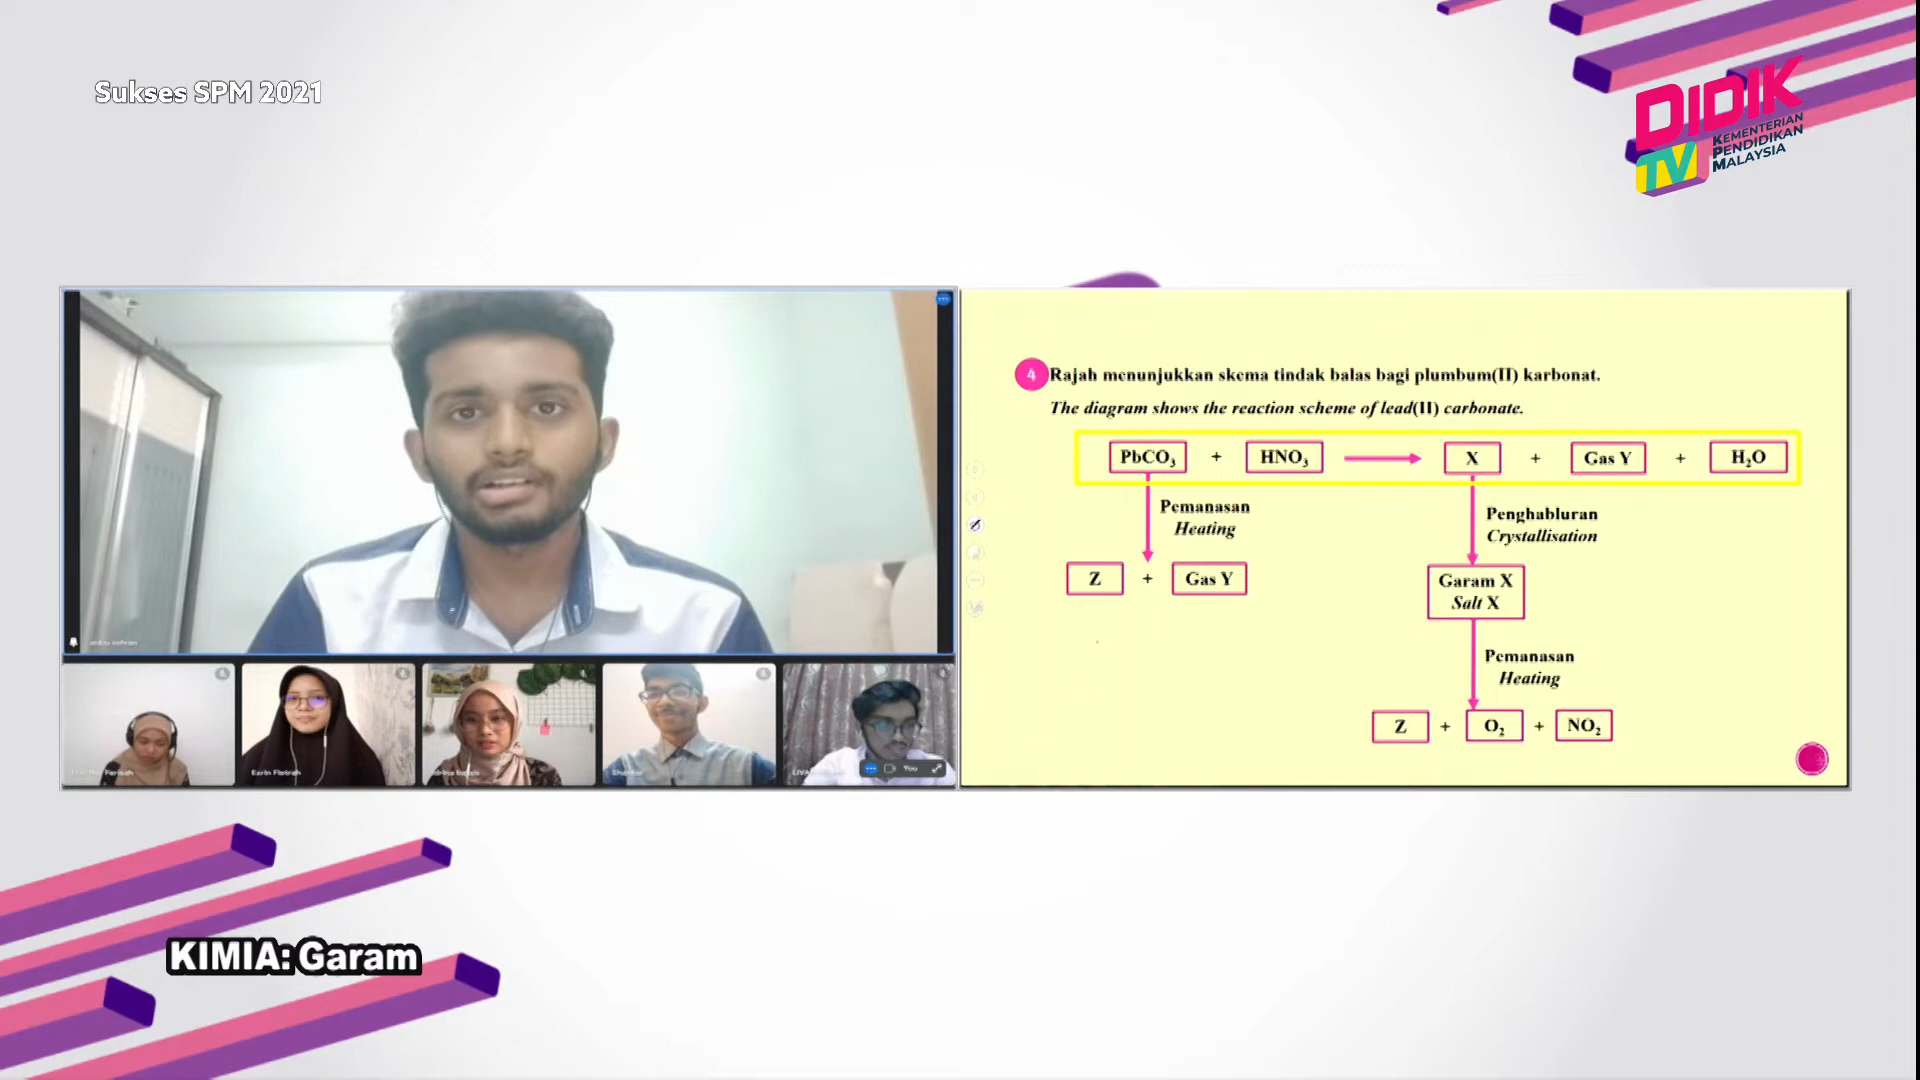 Sukses SPM 2021
DIDIK
TV
KEMENTERIAN
PENDIDIKAN
MALAYSIA
4 Rajah menunjukkan skema tindak balas bagi plumbum(II) karbonat.
The diagram shows the reaction scheme of lead(II) carbonate.
PbCO₃ + HNO₃ X + Gas Y + H₂O
Pemanasan
Heating
Penghabluran
Crystallisation
Z + Gas Y
Garam X
Salt X
Pemanasan
Heating
Z + O₂ + NO₂
You
KIMIA: Garam